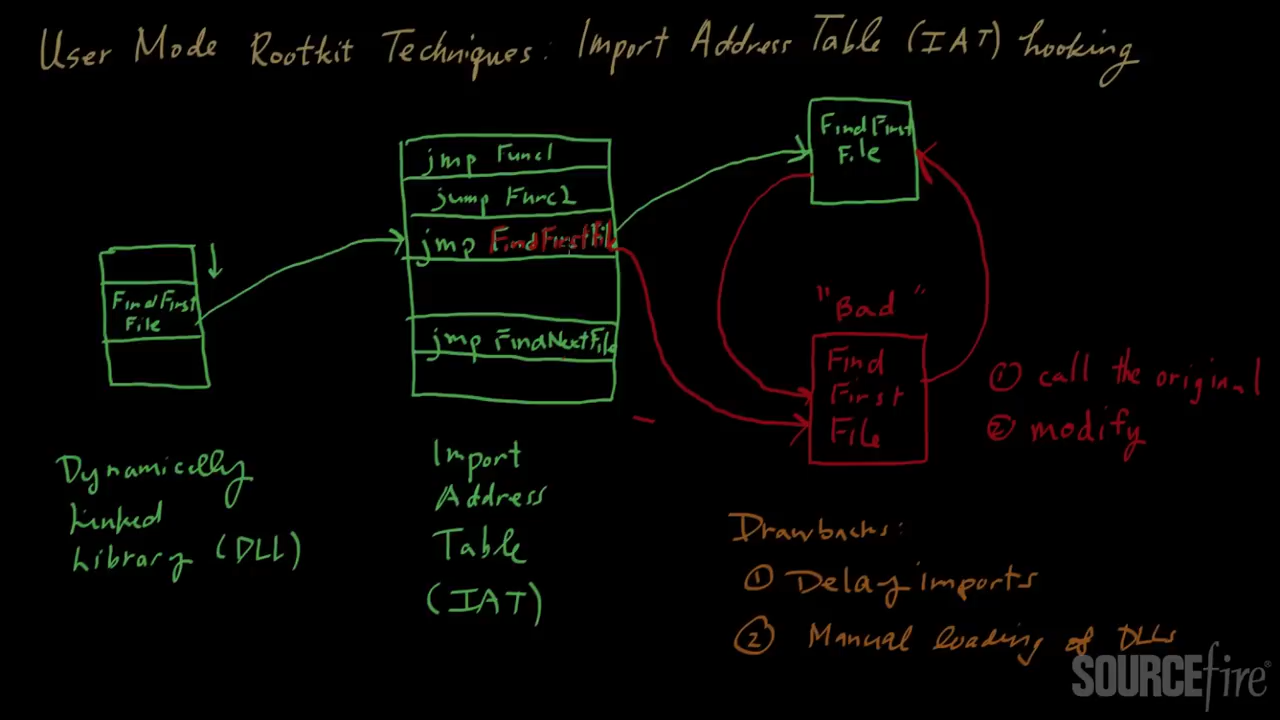 User Mode Rootkit Techniques: Import Address Table (IAT) hooking
FindFirst
File
jmp Func1
jump Func2
jmp FindFirstFil
jmp FindNextFile
FindFirst
File
"Bad"
Find
First
File
① call the original
② modify
Dynamically
Linked
Library (DLL)
Import
Address
Table
(IAT)
Drawbacks:
① Delay imports
② Manual loading of DLLs
SOURCEfire®